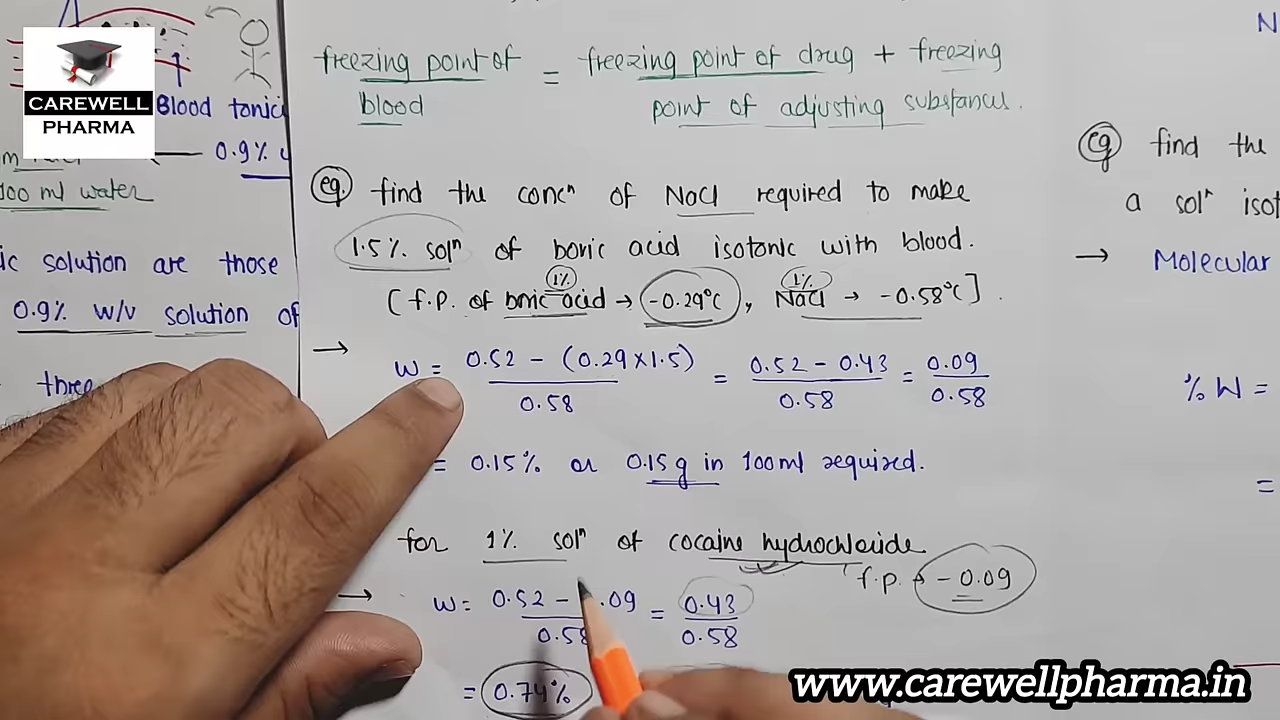 CAREWELL
PHARMA
Blood tonici
0.9%
100 ml water
ic solution are those
0.9% w/v solution of
three
freezing point of blood = freezing point of drug + freezing point of adjusting substances.
eg. find the concⁿ of NaCl required to make
1.5% solⁿ of boric acid isotonic with blood.
[f.p. of boric acid → -0.29°C, NaCl → -0.58°C].
1% 1%
→ W = 0.52 - (0.29×1.5) / 0.58 = 0.52 - 0.43 / 0.58 = 0.09 / 0.58
= 0.15% or 0.15g in 100ml required.
for 1% solⁿ of cocaine hydrochloride
f.p. → -0.09
→ W = 0.52 - .09 / 0.58 = 0.43 / 0.58
= 0.74%
N
eg find the
a solⁿ isot
→ Molecular
% W =
=
www.carewellpharma.in